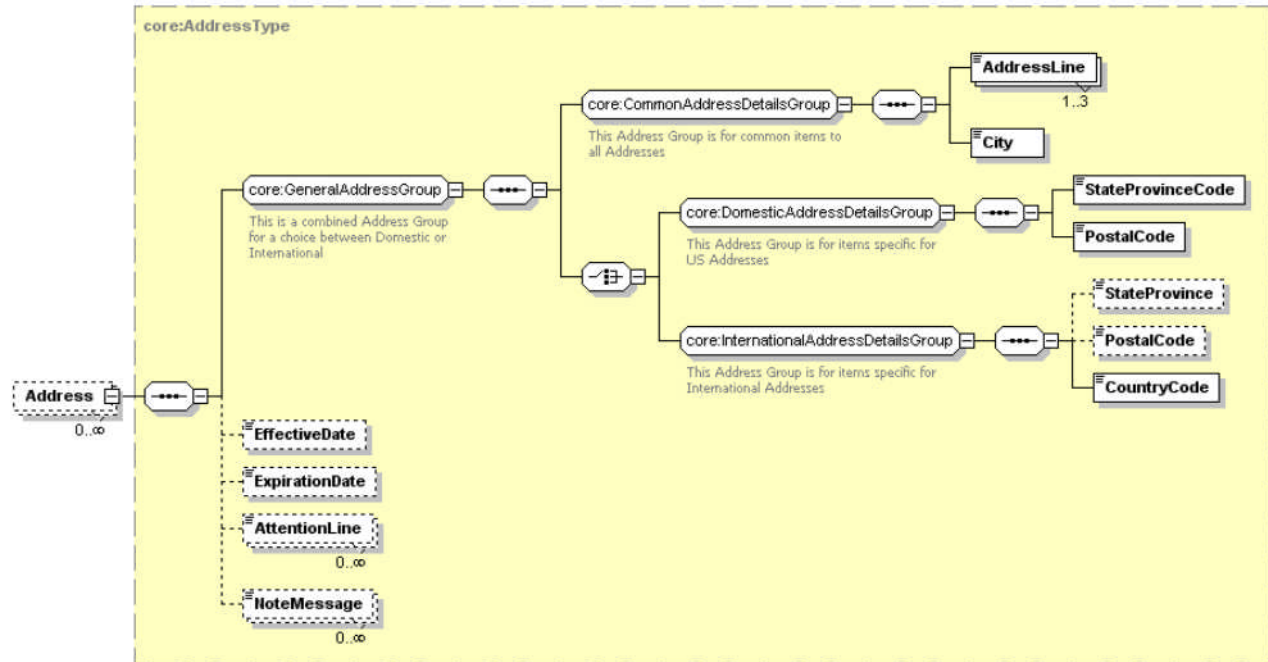 core:AddressType
AddressLine
1..3
core:CommonAddressDetailsGroup
This Address Group is for common items to
all Addresses
City
core:GeneralAddressGroup
This is a combined Address Group
for a choice between Domestic or
International
StateProvinceCode
core:DomesticAddressDetailsGroup
This Address Group is for items specific for
US Addresses
PostalCode
StateProvince
core:InternationalAddressDetailsGroup
This Address Group is for items specific for
International Addresses
PostalCode
CountryCode
Address
0..∞
EffectiveDate
ExpirationDate
AttentionLine
0..∞
NoteMessage
0..∞